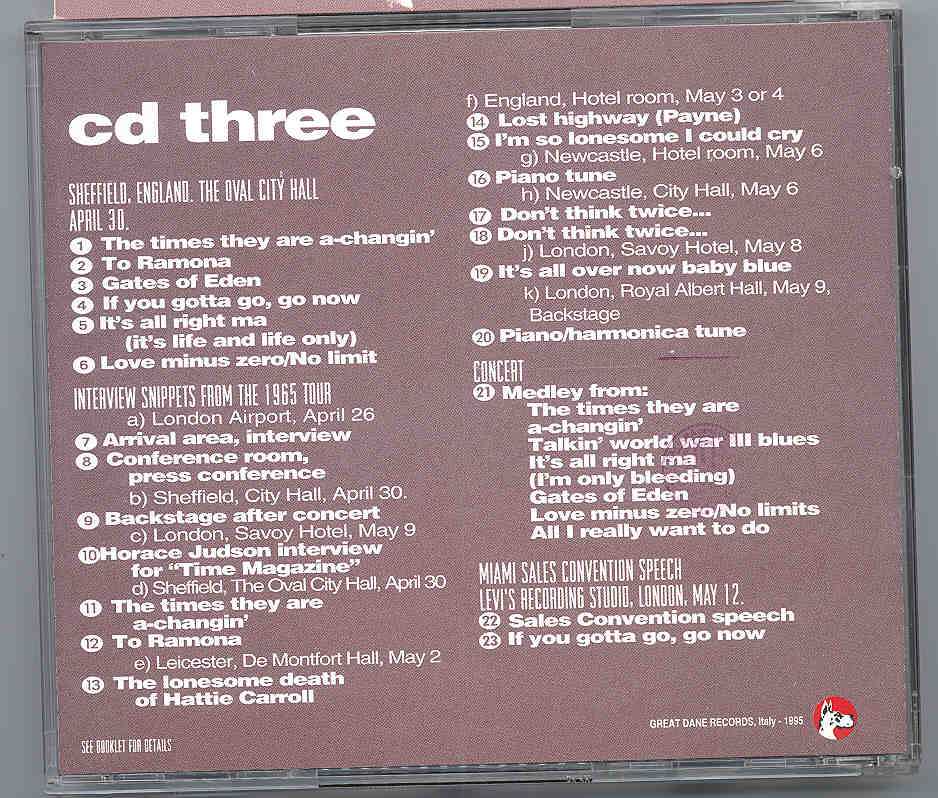 cd three
SHEFFIELD, ENGLAND. THE OVAL CITY HALL
APRIL 30.
1 The times they are a-changin'
2 To Ramona
3 Gates of Eden
4 If you gotta go, go now
5 It's all right ma
(it's life and life only)
6 Love minus zero/No limit
INTERVIEW SNIPPETS FROM THE 1965 TOUR
a) London Airport, April 26
7 Arrival area, interview
8 Conference room,
press conference
b) Sheffield, City Hall, April 30.
9 Backstage after concert
c) London, Savoy Hotel, May 9
10 Horace Judson interview
for "Time Magazine"
d) Sheffield, The Oval City Hall, April 30
11 The times they are
a-changin'
12 To Ramona
e) Leicester, De Montfort Hall, May 2
13 The lonesome death
of Hattie Carroll
SEE BOOKLET FOR DETAILS
f) England, Hotel room, May 3 or 4
14 Lost highway (Payne)
15 I'm so lonesome I could cry
g) Newcastle, Hotel room, May 6
16 Piano tune
h) Newcastle, City Hall, May 6
17 Don't think twice...
18 Don't think twice...
j) London, Savoy Hotel, May 8
19 It's all over now baby blue
k) London, Royal Albert Hall, May 9,
Backstage
20 Piano/harmonica tune
CONCERT
21 Medley from:
The times they are
a-changin'
Talkin' world war III blues
It's all right ma
(I'm only bleeding)
Gates of Eden
Love minus zero/No limits
All I really want to do
MIAMI SALES CONVENTION SPEECH
LEVI'S RECORDING STUDIO, LONDON, MAY 12.
22 Sales Convention speech
23 If you gotta go, go now
GREAT DANE RECORDS, Italy - 1995